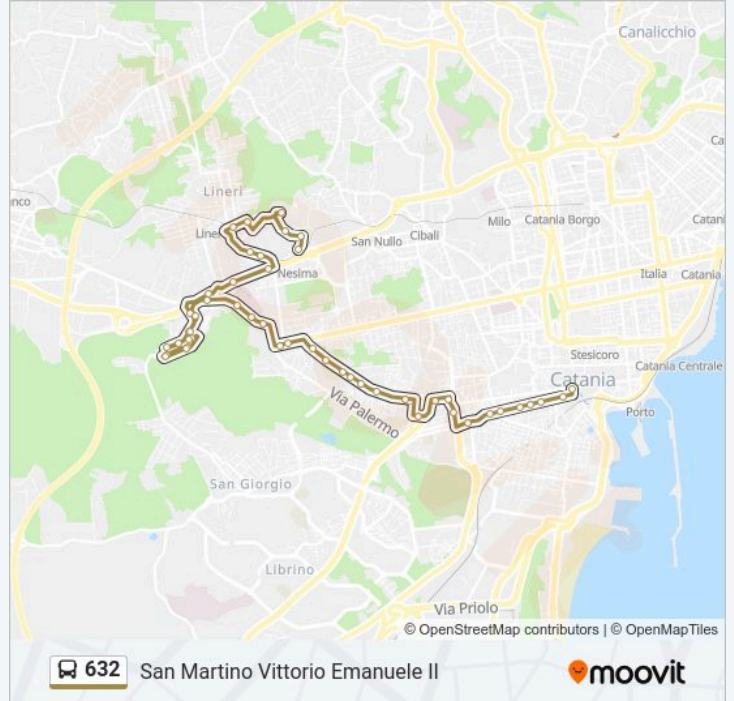 Canalicchio
Ca
Lineri
nco
Milo
Catania Borgo
Catani
Line
San Nullo
Cibali
Nesima
Italia
Catania
Stesicoro
Catania
Catania Centrale
Via Palermo
Porto
San Giorgio
Librino
Via Priolo
© OpenStreetMap contributors | © OpenMapTiles
632
San Martino Vittorio Emanuele II
moovit